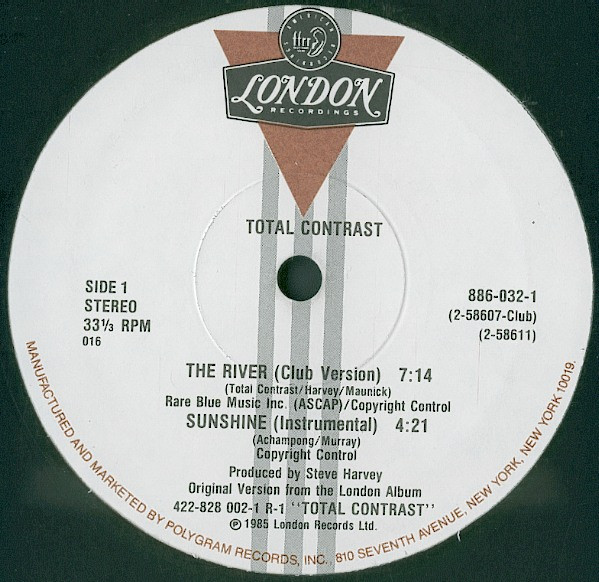 AMERICAN
ffrr
RECORDINGS
LONDON
RECORDINGS
TOTAL CONTRAST
SIDE 1
STEREO
33⅓ RPM
016
886-032-1
(2-58607-Club)
(2-58611)
THE RIVER (Club Version) 7:14
(Total Contrast/Harvey/Maunick)
Rare Blue Music Inc. (ASCAP)/Copyright Control
SUNSHINE (Instrumental) 4:21
(Achampong/Murray)
Copyright Control
Produced by Steve Harvey
Original Version from the London Album
422-828 002-1 R-1 "TOTAL CONTRAST"
℗ 1985 London Records Ltd.
MANUFACTURED AND MARKETED BY POLYGRAM RECORDS, INC., 810 SEVENTH AVENUE, NEW YORK, NEW YORK 10019.